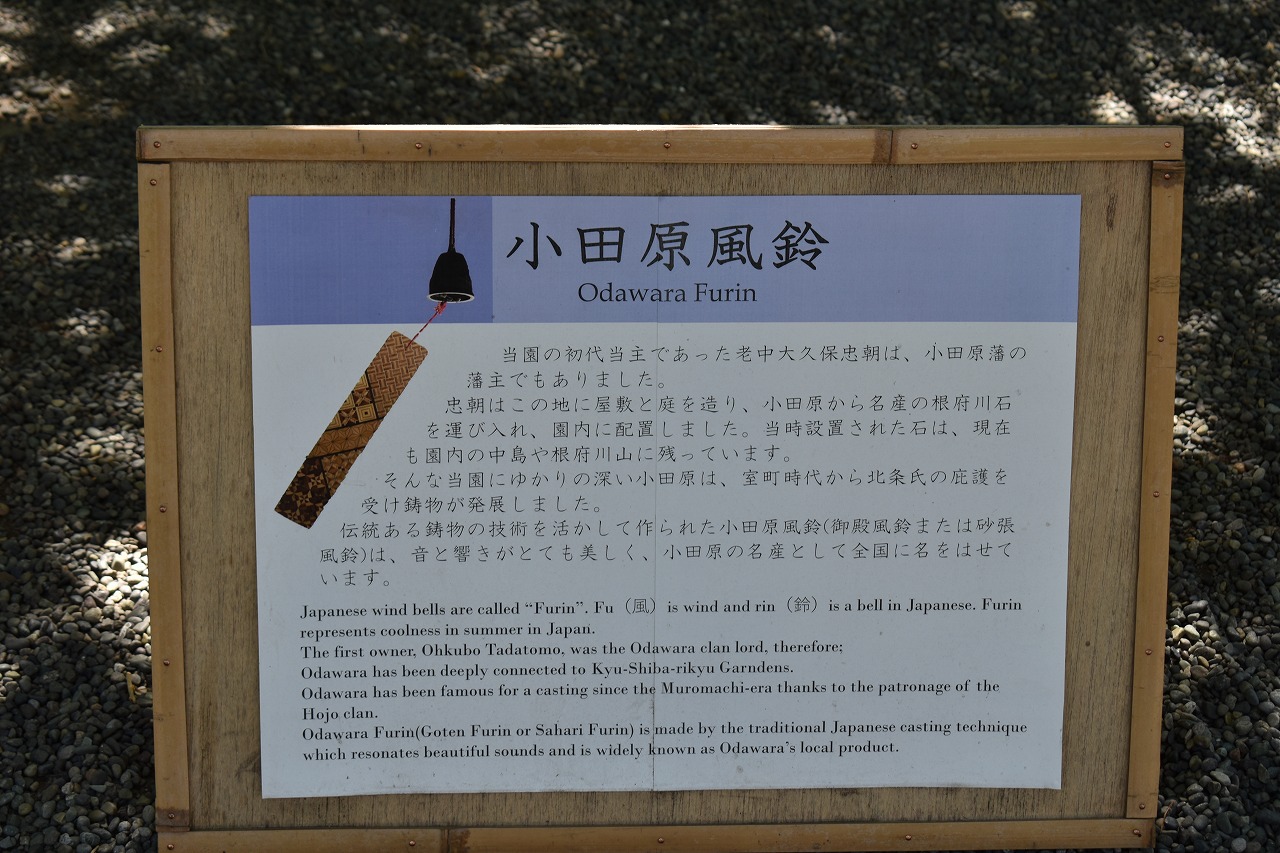 小田原風鈴
Odawara Furin
当園の初代当主であった老中大久保忠朝は、小田原藩の
藩主でもありました。
忠朝はこの地に屋敷と庭を造り、小田原から名産の根府川石
を運び入れ、園内に配置しました。当時設置された石は、現在
も園内の中島や根府川山に残っています。
そんな当園にゆかりの深い小田原は、室町時代から北条氏の庇護を
受け鋳物が発展しました。
伝統ある鋳物の技術を活かして作られた小田原風鈴(御殿風鈴または砂張
風鈴)は、音と響きがとても美しく、小田原の名産として全国に名をはせて
います。
Japanese wind bells are called “Furin”. Fu（風）is wind and rin（鈴）is a bell in Japanese. Furin
represents coolness in summer in Japan.
The first owner, Ohkubo Tadatomo, was the Odawara clan lord, therefore;
Odawara has been deeply connected to Kyu-Shiba-rikyu Garndens.
Odawara has been famous for a casting since the Muromachi-era thanks to the patronage of the
Hojo clan.
Odawara Furin(Goten Furin or Sahari Furin) is made by the traditional Japanese casting technique
which resonates beautiful sounds and is widely known as Odawara’s local product.